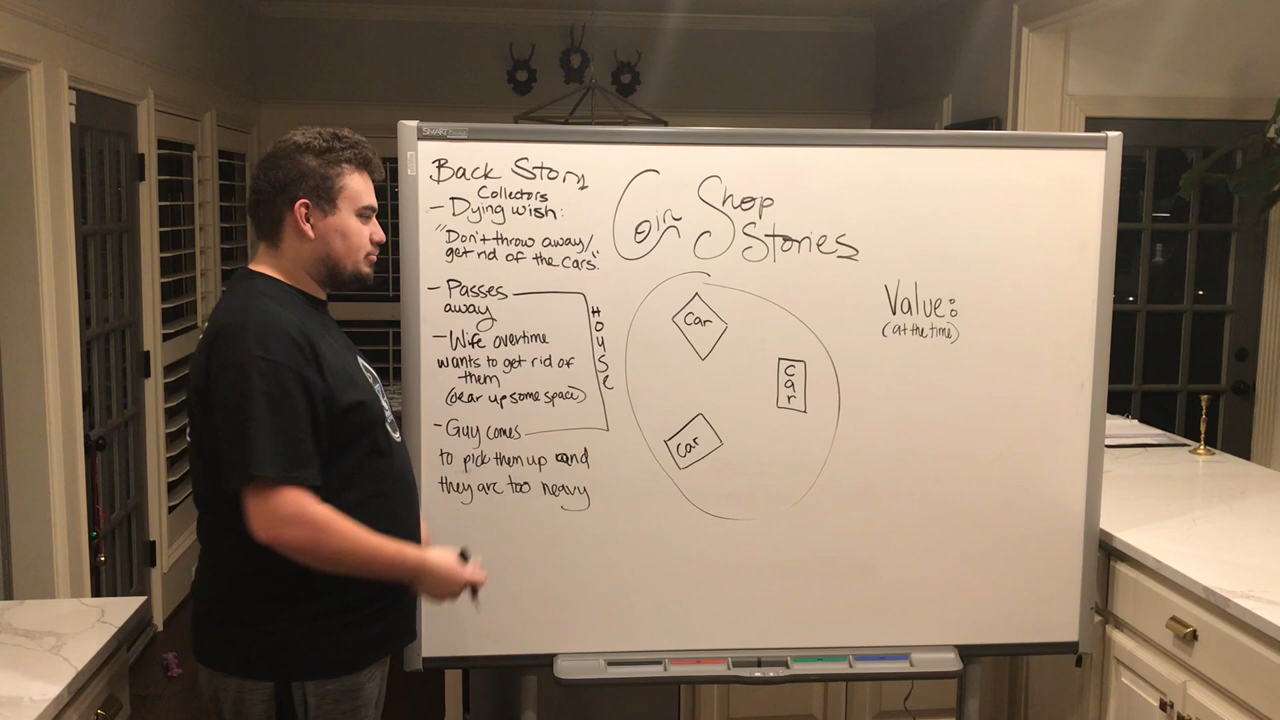 SMART
Back Story
Collectors
- Dying wish:
"Don't throw away/
get rid of the cars."
- Passes
away
- Wife overtime
wants to get rid of
them
(clear up some space)
- Guy comes
to pick them up and
they are too heavy
HOUSE
Coin Shop
Stories
Car
Car
Car
Value:
(at the time)